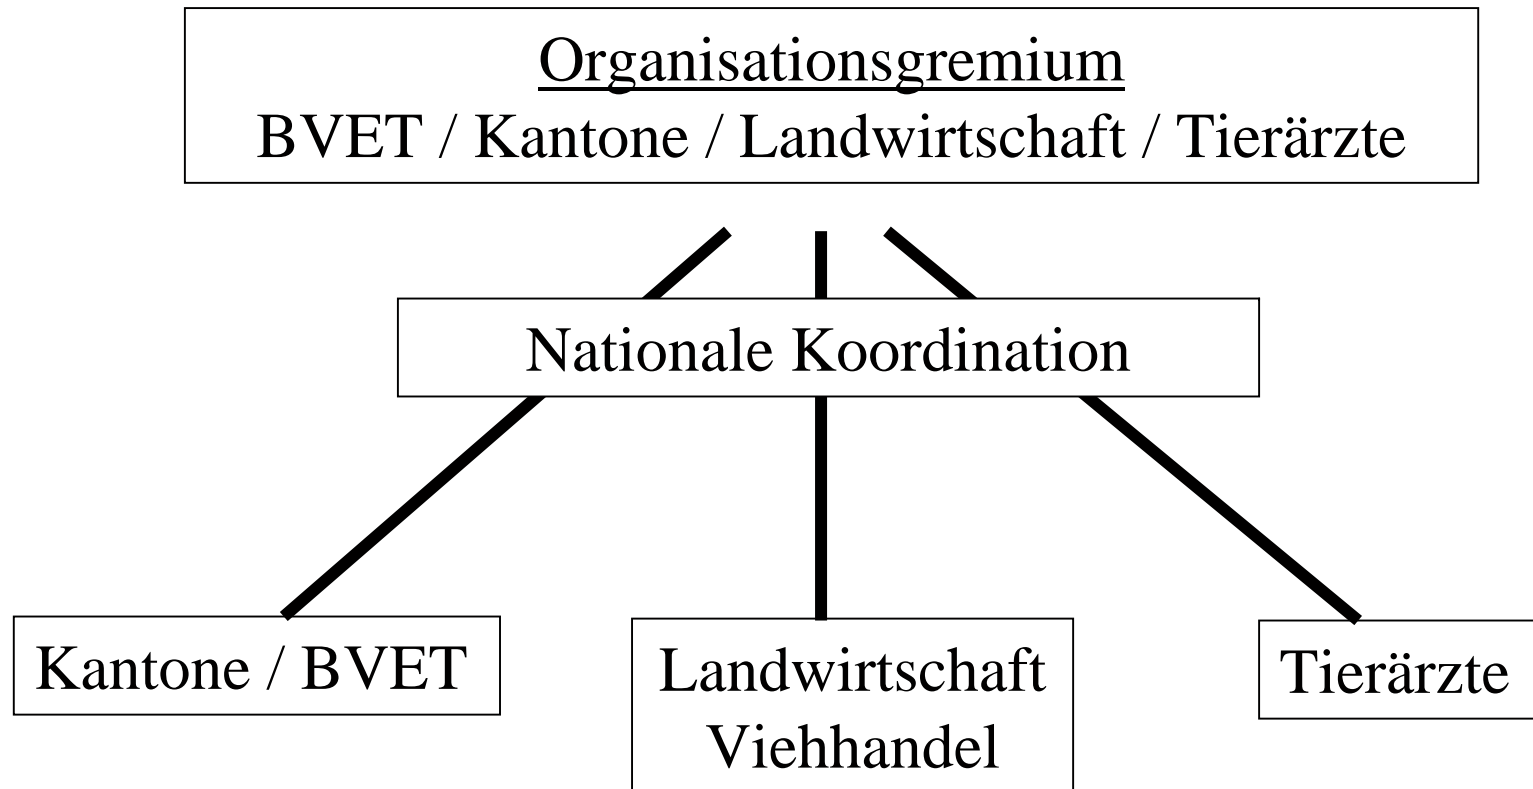 Organisationsgremium
BVET / Kantone / Landwirtschaft / Tierärzte
Nationale Koordination
Kantone / BVET
Landwirtschaft
Viehhandel
Tierärzte